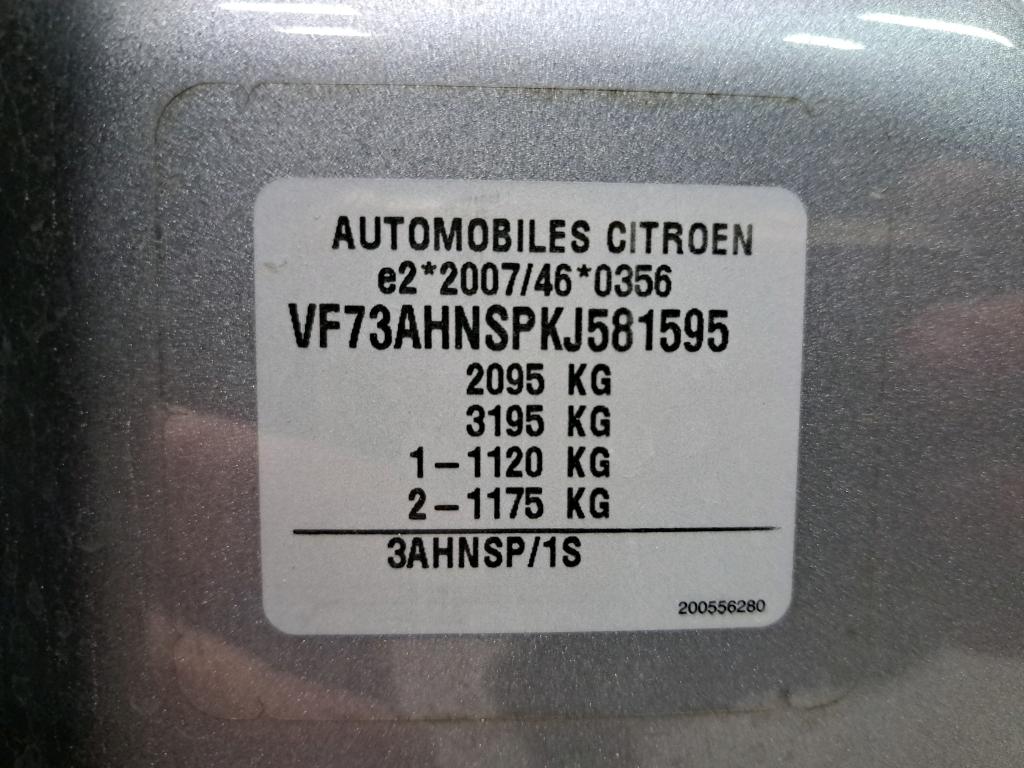 AUTOMOBILES CITROEN
e2*2007/46*0356
VF73AHNSPKJ581595
2095 KG
3195 KG
1-1120 KG
2-1175 KG
3AHNSP/1S
200556280